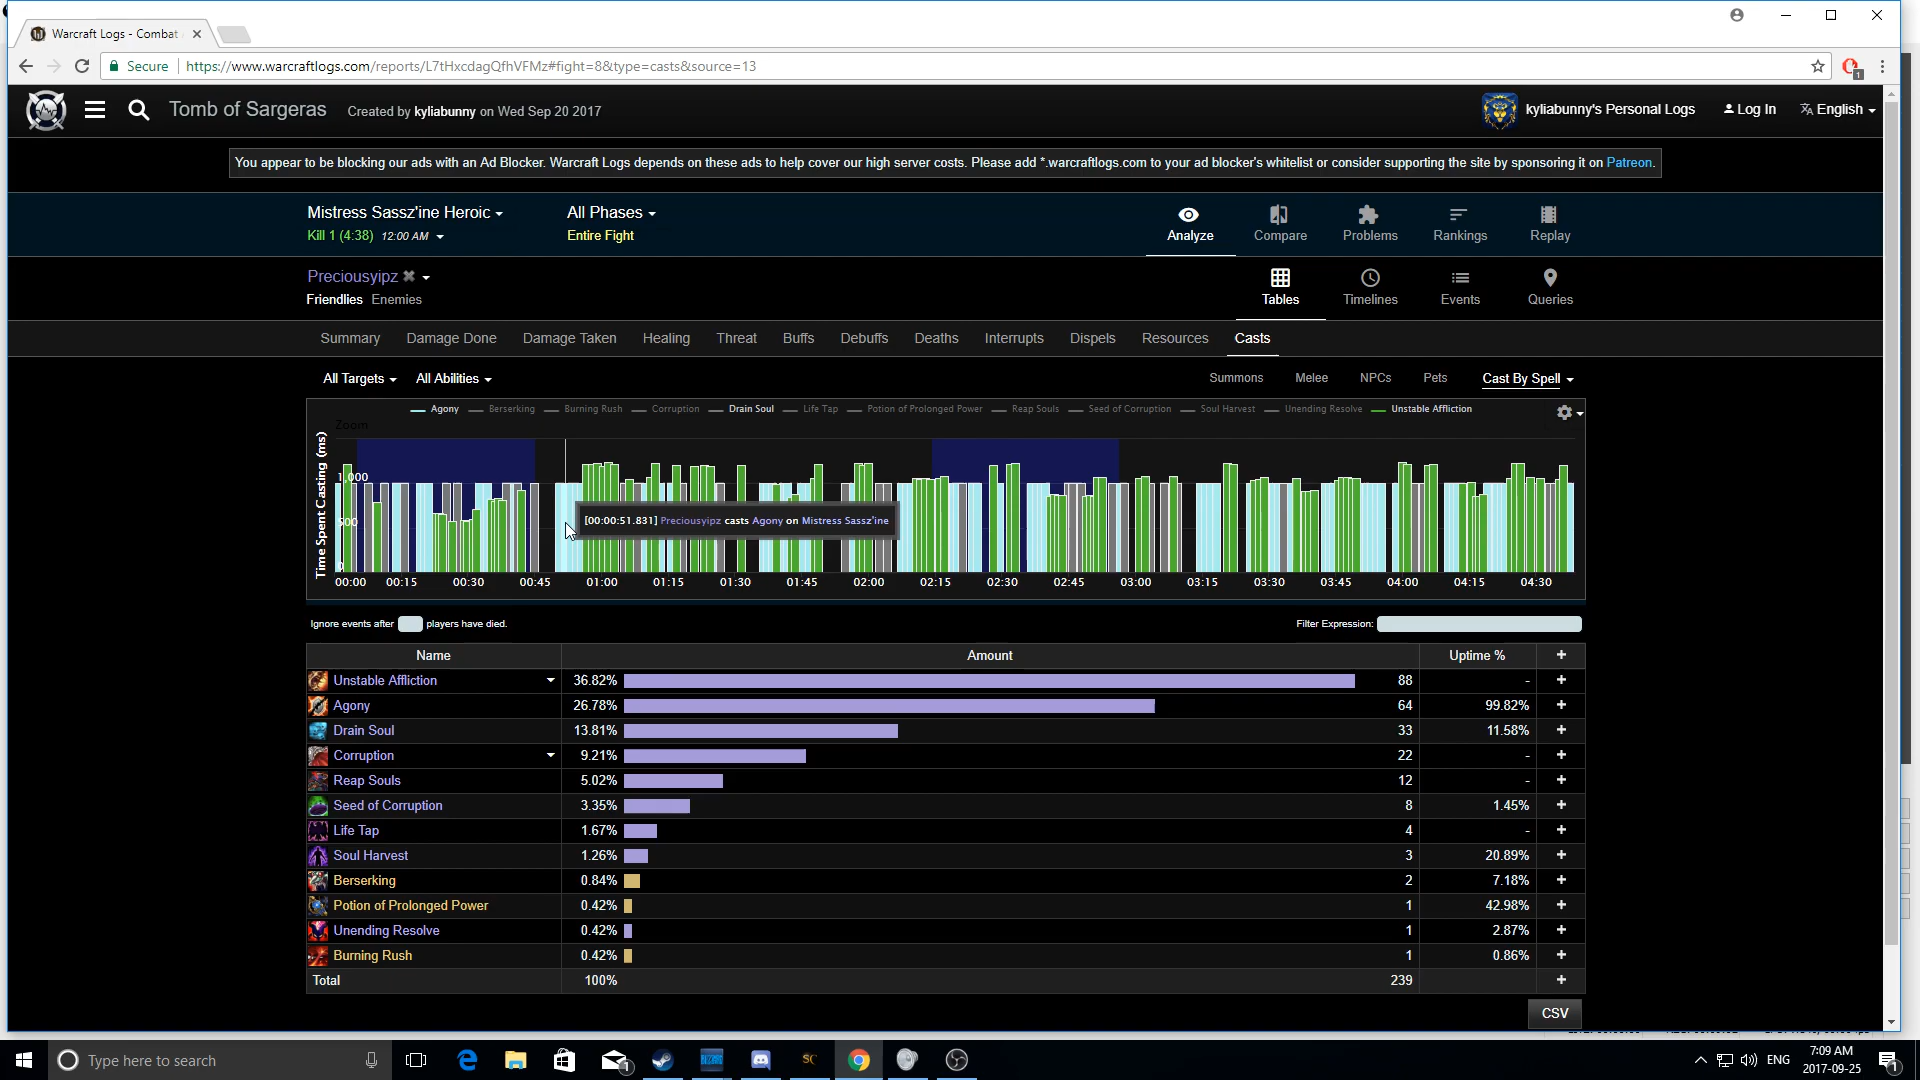 Warcraft Logs - Combat
Secure https://www.warcraftlogs.com/reports/L7tHxcdagQfhVFMz#fight=8&type=casts&source=13
1
Tomb of Sargeras Created by kyliabunny on Wed Sep 20 2017 kyliabunny's Personal Logs Log In English
You appear to be blocking our ads with an Ad Blocker. Warcraft Logs depends on these ads to help cover our high server costs. Please add *.warcraftlogs.com to your ad blocker's whitelist or consider supporting the site by sponsoring it on Patreon.
Mistress Sassz'ine Heroic All Phases
Kill 1 (4:38) 12:00 AM Entire Fight Analyze Compare Problems Rankings Replay
Preciousyipz
Friendlies Enemies Tables Timelines Events Queries
Summary Damage Done Damage Taken Healing Threat Buffs Debuffs Deaths Interrupts Dispels Resources Casts
All Targets All Abilities Summons Melee NPCs Pets Cast By Spell
Agony Berserking Burning Rush Corruption Drain Soul Life Tap Potion of Prolonged Power Reap Souls Seed of Corruption Soul Harvest Unending Resolve Unstable Affliction
Zoom
Time Spent Casting (ms)
1,000
500
0
[00:00:51.831] Preciousyipz casts Agony on Mistress Sassz'ine
00:00 00:15 00:30 00:45 01:00 01:15 01:30 01:45 02:00 02:15 02:30 02:45 03:00 03:15 03:30 03:45 04:00 04:15 04:30
Ignore events after players have died. Filter Expression:
Name Amount Uptime % +
Unstable Affliction 36.82% 88 - +
Agony 26.78% 64 99.82% +
Drain Soul 13.81% 33 11.58% +
Corruption 9.21% 22 - +
Reap Souls 5.02% 12 - +
Seed of Corruption 3.35% 8 1.45% +
Life Tap 1.67% 4 - +
Soul Harvest 1.26% 3 20.89% +
Berserking 0.84% 2 7.18% +
Potion of Prolonged Power 0.42% 1 42.98% +
Unending Resolve 0.42% 1 2.87% +
Burning Rush 0.42% 1 0.86% +
Total 100% 239 +
CSV
Type here to search 1 SC ENG 7:09 AM
2017-09-25 1